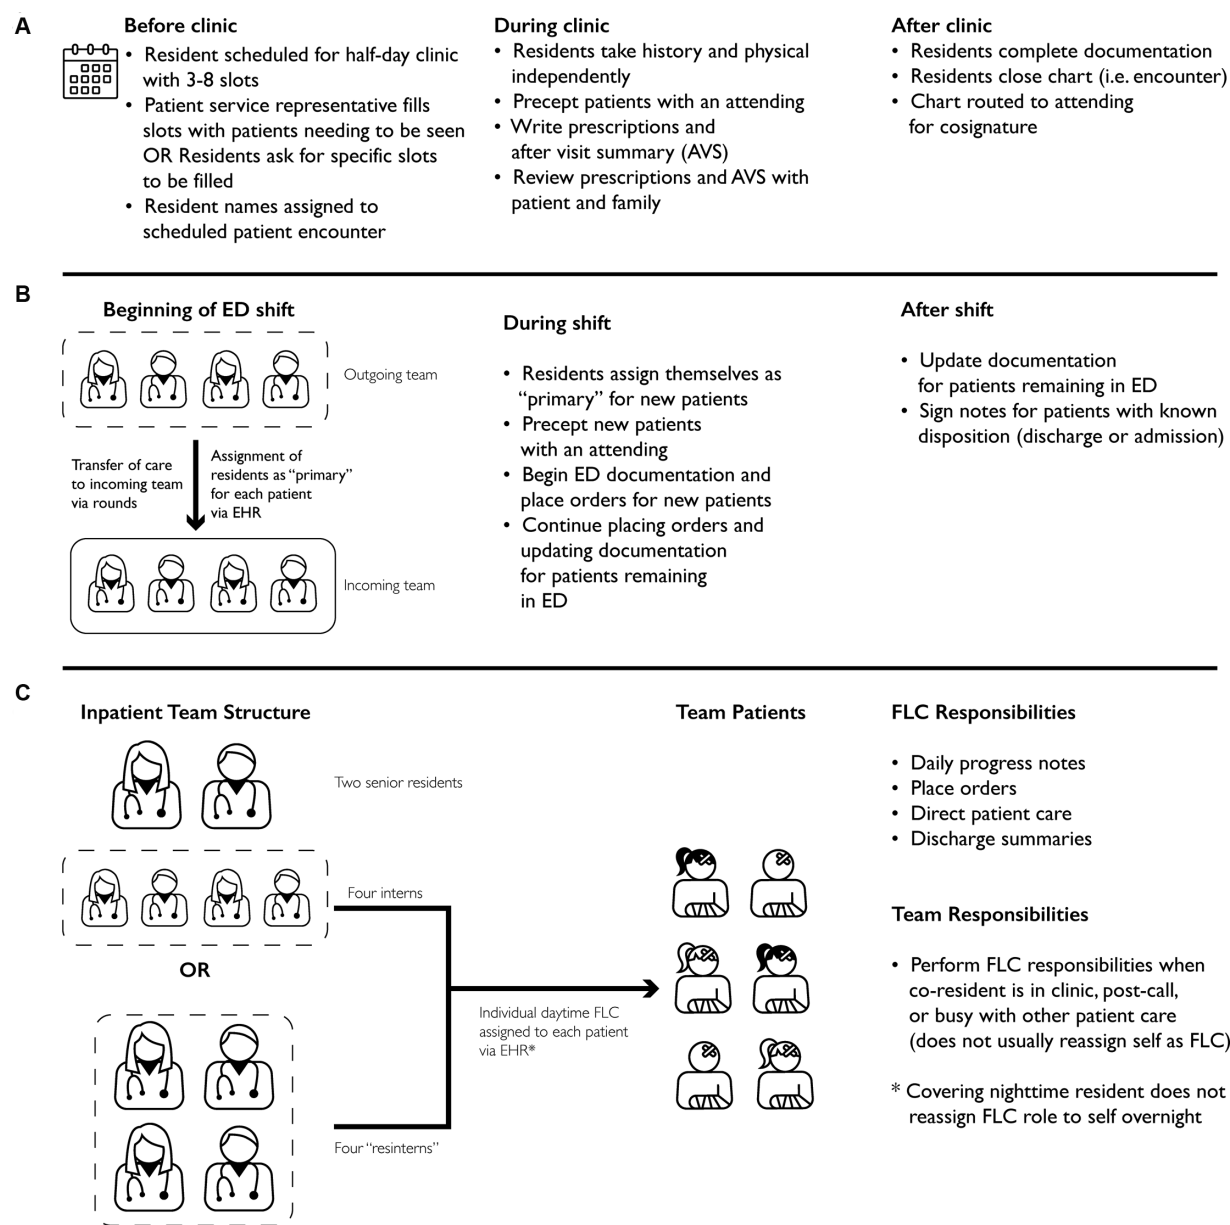 A
Before clinic
• Resident scheduled for half-day clinic
with 3-8 slots
• Patient service representative fills
slots with patients needing to be seen
OR Residents ask for specific slots
to be filled
• Resident names assigned to
scheduled patient encounter
During clinic
• Residents take history and physical
independently
• Precept patients with an attending
• Write prescriptions and
after visit summary (AVS)
• Review prescriptions and AVS with
patient and family
After clinic
• Residents complete documentation
• Residents close chart (i.e. encounter)
• Chart routed to attending
for cosignature
B
Beginning of ED shift
Outgoing team
Transfer of care
to incoming team
via rounds
Assignment of
residents as “primary”
for each patient
via EHR
Incoming team
During shift
• Residents assign themselves as
“primary” for new patients
• Precept new patients
with an attending
• Begin ED documentation and
place orders for new patients
• Continue placing orders and
updating documentation
for patients remaining
in ED
After shift
• Update documentation
for patients remaining in ED
• Sign notes for patients with known
disposition (discharge or admission)
C
Inpatient Team Structure
Two senior residents
Four interns
OR
Four “resinterns”
Individual daytime FLC
assigned to each patient
via EHR*
Team Patients
FLC Responsibilities
• Daily progress notes
• Place orders
• Direct patient care
• Discharge summaries
Team Responsibilities
• Perform FLC responsibilities when
co-resident is in clinic, post-call,
or busy with other patient care
(does not usually reassign self as FLC)
* Covering nighttime resident does not
reassign FLC role to self overnight